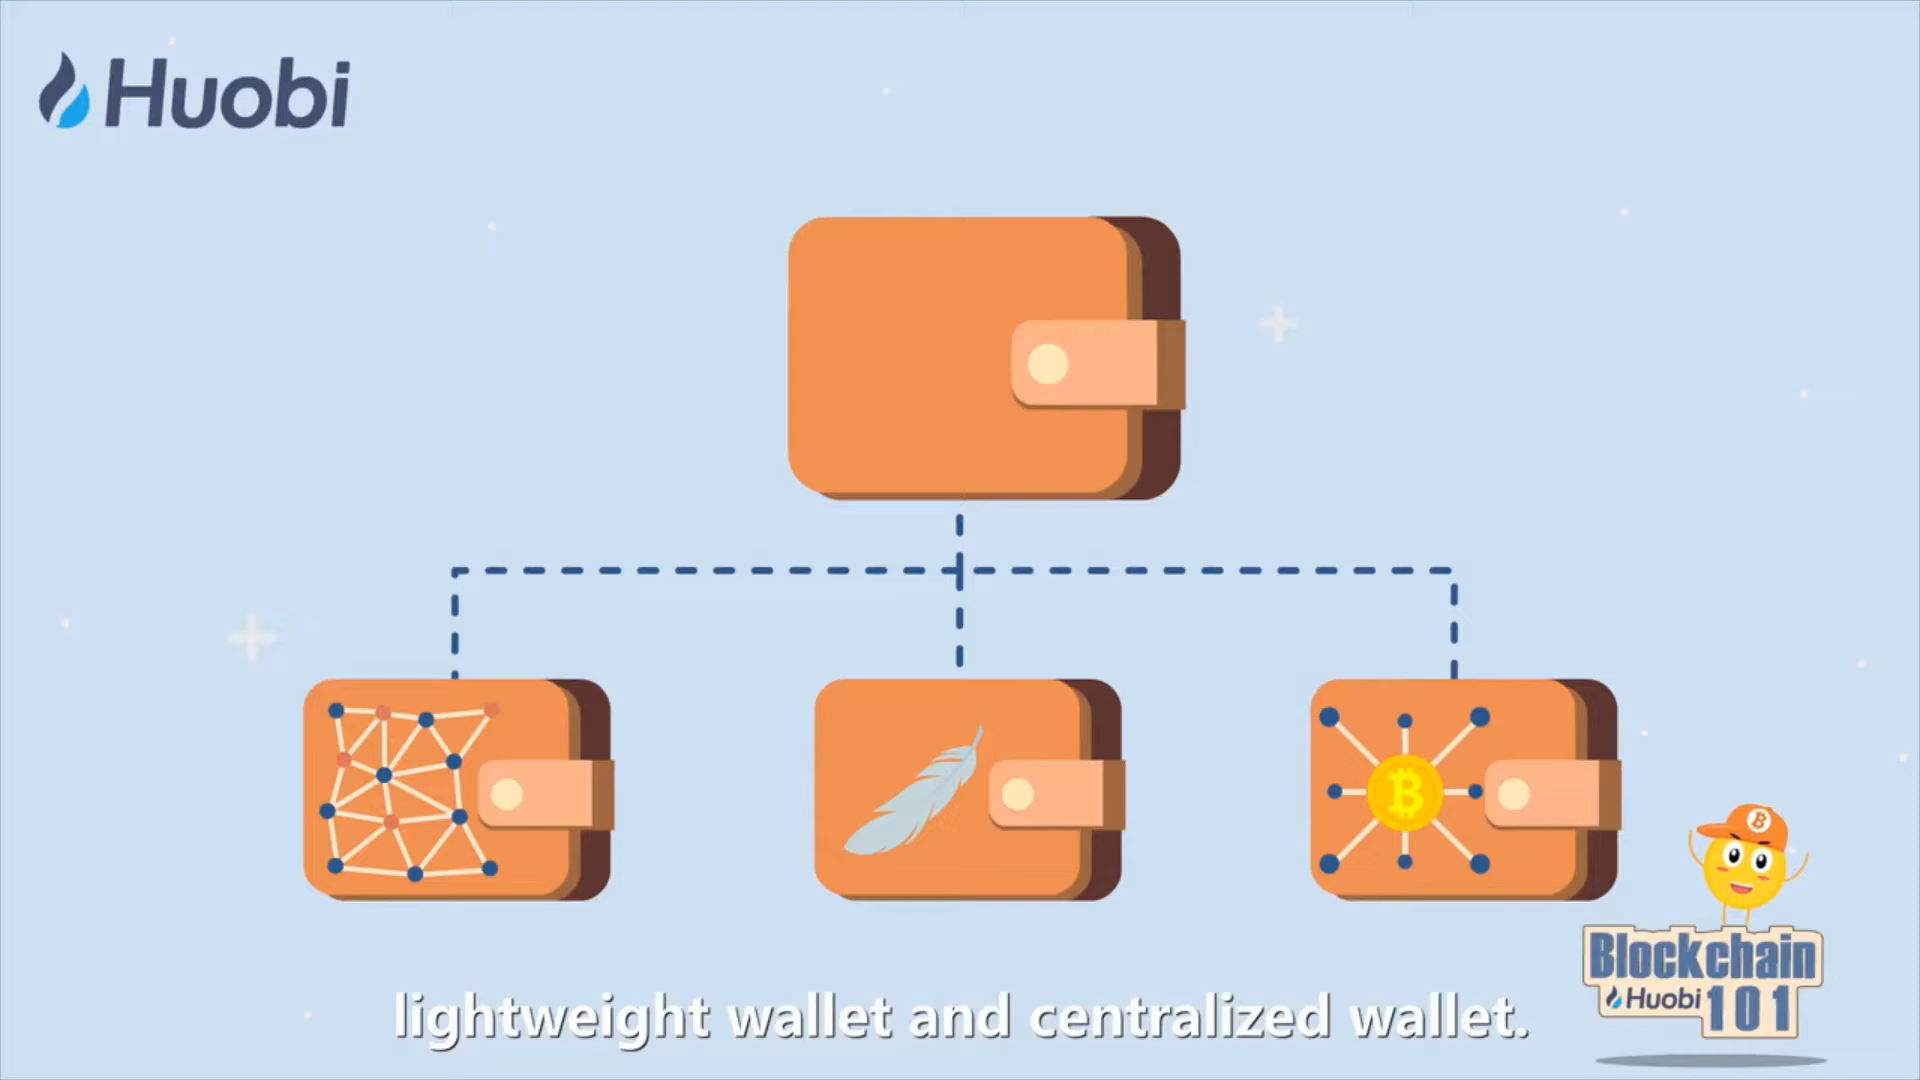 Huobi
lightweight wallet and centralized wallet.
Blockchain
Huobi 101